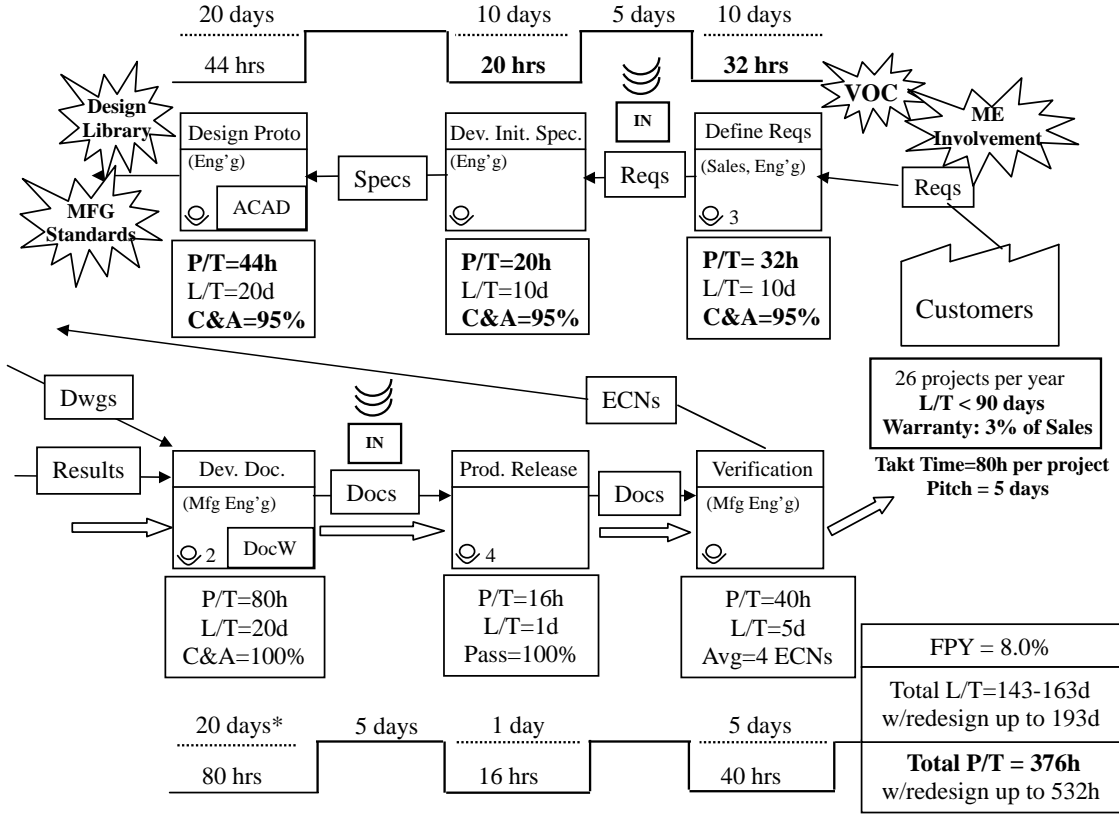 20 days
10 days
5 days
10 days
44 hrs
20 hrs
32 hrs
Design
Library
VOC
ME
Involvement
IN
Design Proto
(Eng'g)
ACAD
Specs
Dev. Init. Spec.
(Eng'g)
Reqs
Define Reqs
(Sales, Eng'g)
3
Reqs
MFG
Standards
P/T=44h
L/T=20d
C&A=95%
P/T=20h
L/T=10d
C&A=95%
P/T= 32h
L/T= 10d
C&A=95%
Customers
26 projects per year
L/T < 90 days
Warranty: 3% of Sales
Takt Time=80h per project
Pitch = 5 days
Dwgs
Results
ECNs
IN
Dev. Doc.
(Mfg Eng'g)
2
DocW
Docs
Prod. Release
4
Docs
Verification
(Mfg Eng'g)
P/T=80h
L/T=20d
C&A=100%
P/T=16h
L/T=1d
Pass=100%
P/T=40h
L/T=5d
Avg=4 ECNs
FPY = 8.0%
Total L/T=143-163d
w/redesign up to 193d
Total P/T = 376h
w/redesign up to 532h
20 days*
5 days
1 day
5 days
80 hrs
16 hrs
40 hrs